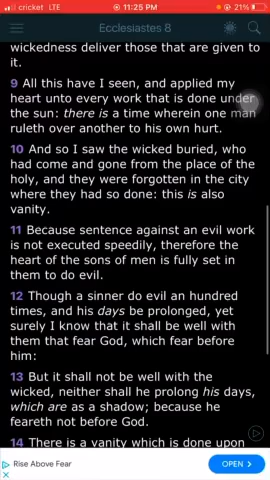 cricket LTE 11:25 PM 21%
Ecclesiastes 8
wickedness deliver those that are given to
it.
9 All this have I seen, and applied my
heart unto every work that is done under
the sun: there is a time wherein one man
ruleth over another to his own hurt.
10 And so I saw the wicked buried, who
had come and gone from the place of the
holy, and they were forgotten in the city
where they had so done: this is also
vanity.
11 Because sentence against an evil work
is not executed speedily, therefore the
heart of the sons of men is fully set in
them to do evil.
12 Though a sinner do evil an hundred
times, and his days be prolonged, yet
surely I know that it shall be well with
them that fear God, which fear before
him:
13 But it shall not be well with the
wicked, neither shall he prolong his days,
which are as a shadow; because he
feareth not before God.
14 There is a vanity which is done upon
Rise Above Fear
OPEN